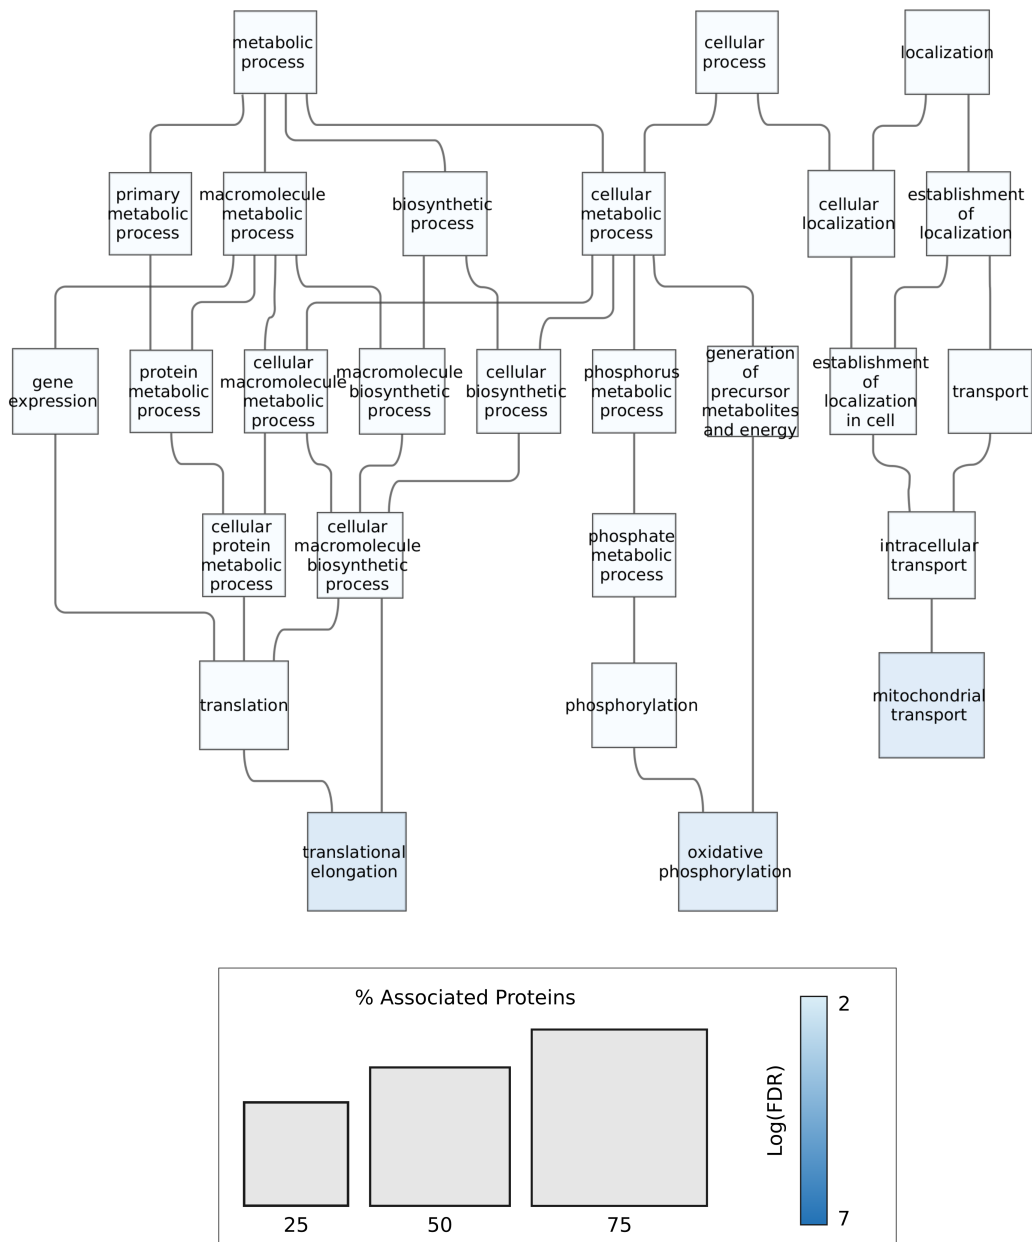 metabolic
process
cellular
process
localization
primary
metabolic
process
macromolecule
metabolic
process
biosynthetic
process
cellular
metabolic
process
cellular
localization
establishment
of
localization
gene
expression
protein
metabolic
process
cellular
macromolecule
metabolic
process
macromolecule
biosynthetic
process
cellular
biosynthetic
process
phosphorus
metabolic
process
generation
of
precursor
metabolites
and energy
establishment
of
localization
in cell
transport
cellular
protein
metabolic
process
cellular
macromolecule
biosynthetic
process
phosphate
metabolic
process
intracellular
transport
translation
phosphorylation
mitochondrial
transport
translational
elongation
oxidative
phosphorylation
% Associated Proteins
25
50
75
Log(FDR)
2
7